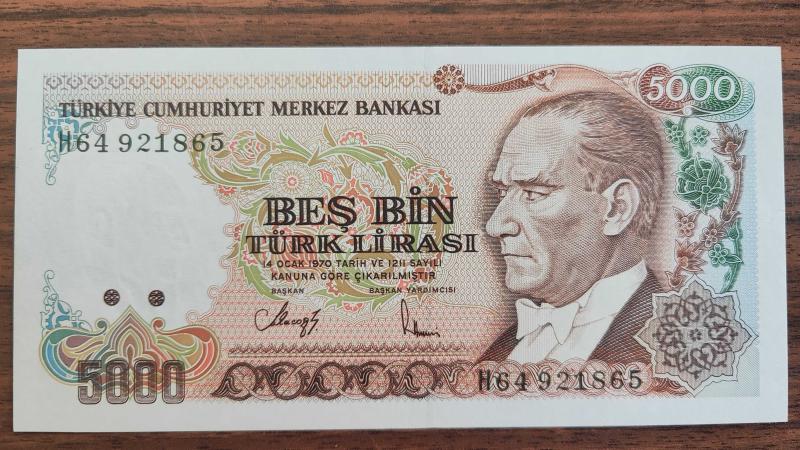 5000
TÜRKİYE CUMHURİYET MERKEZ BANKASI
H64 921865
BEŞ BİN
TÜRK LİRASI
14 OCAK 1970 TARİH VE 1211 SAYILI
KANUNA GÖRE ÇIKARILMIŞTIR
BAŞKAN BAŞKAN YARDIMCISI
5000
H64 921865